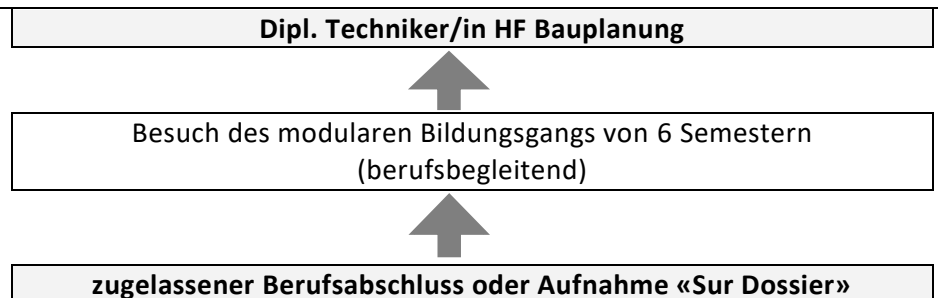 Dipl. Techniker/in HF Bauplanung
Besuch des modularen Bildungsgangs von 6 Semestern
(berufsbegleitend)
zugelassener Berufsabschluss oder Aufnahme «Sur Dossier»